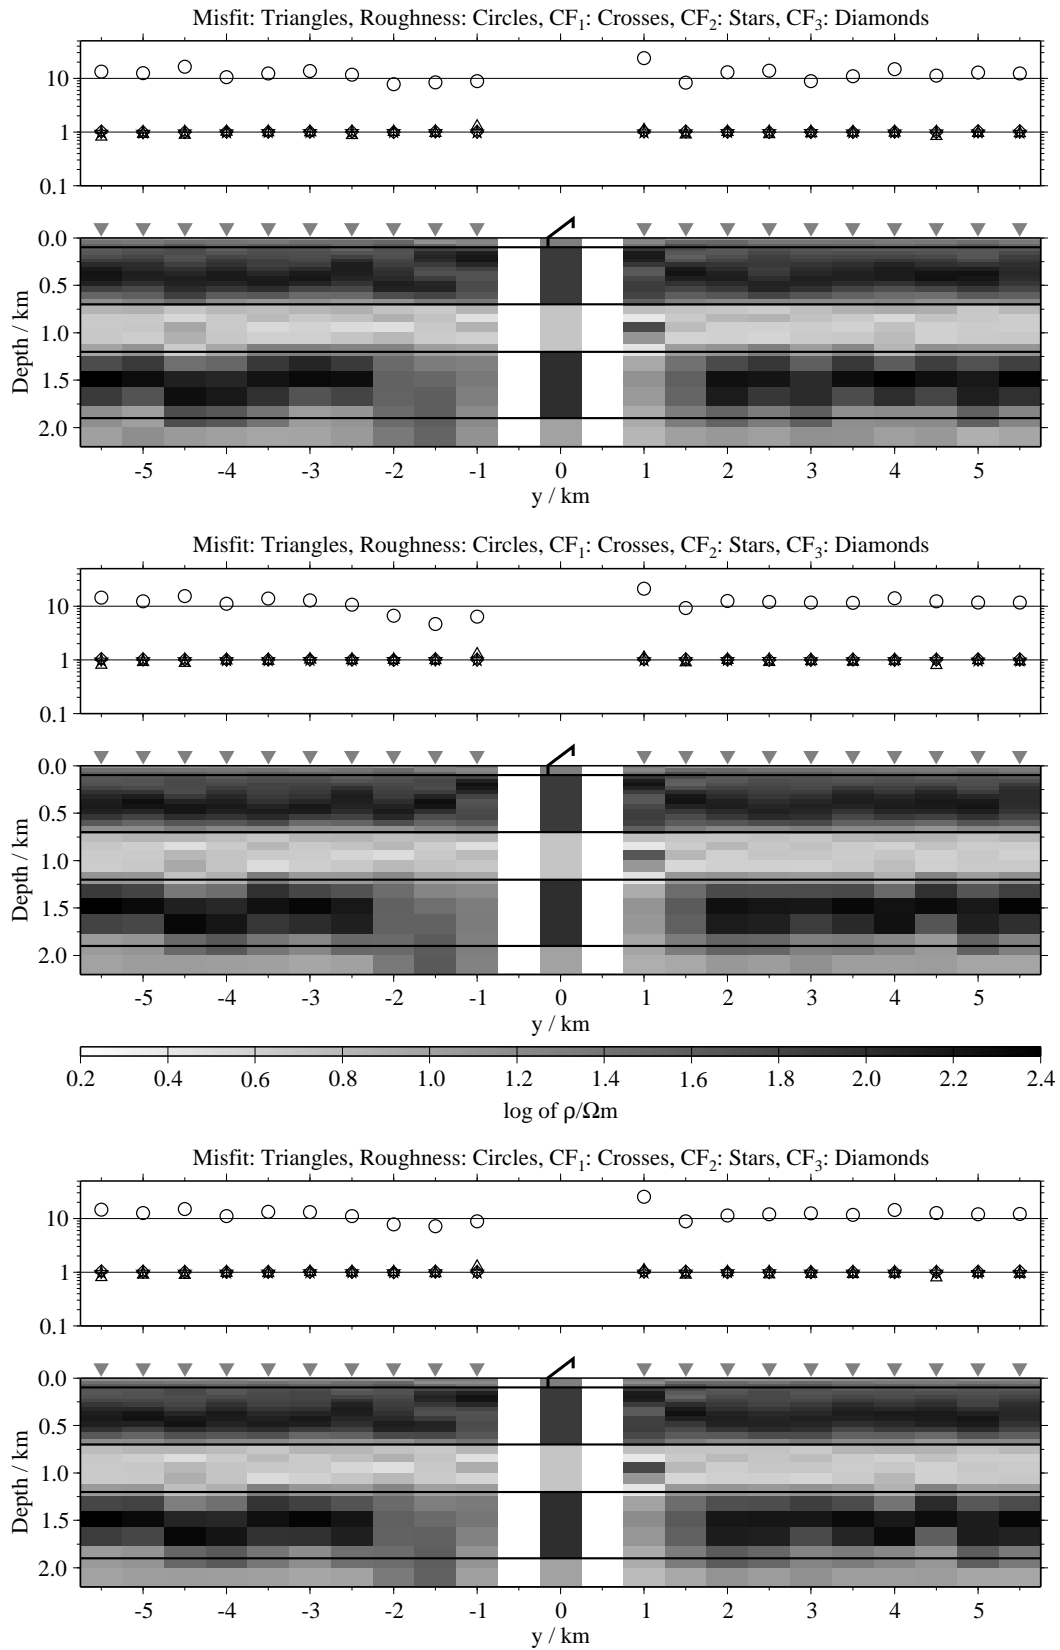 Misfit: Triangles, Roughness: Circles, CF₁: Crosses, CF₂: Stars, CF₃: Diamonds
10
1
0.1
0.0
0.5
1.0
1.5
2.0
Depth / km
-5 -4 -3 -2 -1 0 1 2 3 4 5
y / km
Misfit: Triangles, Roughness: Circles, CF₁: Crosses, CF₂: Stars, CF₃: Diamonds
10
1
0.1
0.0
0.5
1.0
1.5
2.0
Depth / km
-5 -4 -3 -2 -1 0 1 2 3 4 5
y / km
0.2 0.4 0.6 0.8 1.0 1.2 1.4 1.6 1.8 2.0 2.2 2.4
log of ρ/Ωm
Misfit: Triangles, Roughness: Circles, CF₁: Crosses, CF₂: Stars, CF₃: Diamonds
10
1
0.1
0.0
0.5
1.0
1.5
2.0
Depth / km
-5 -4 -3 -2 -1 0 1 2 3 4 5
y / km